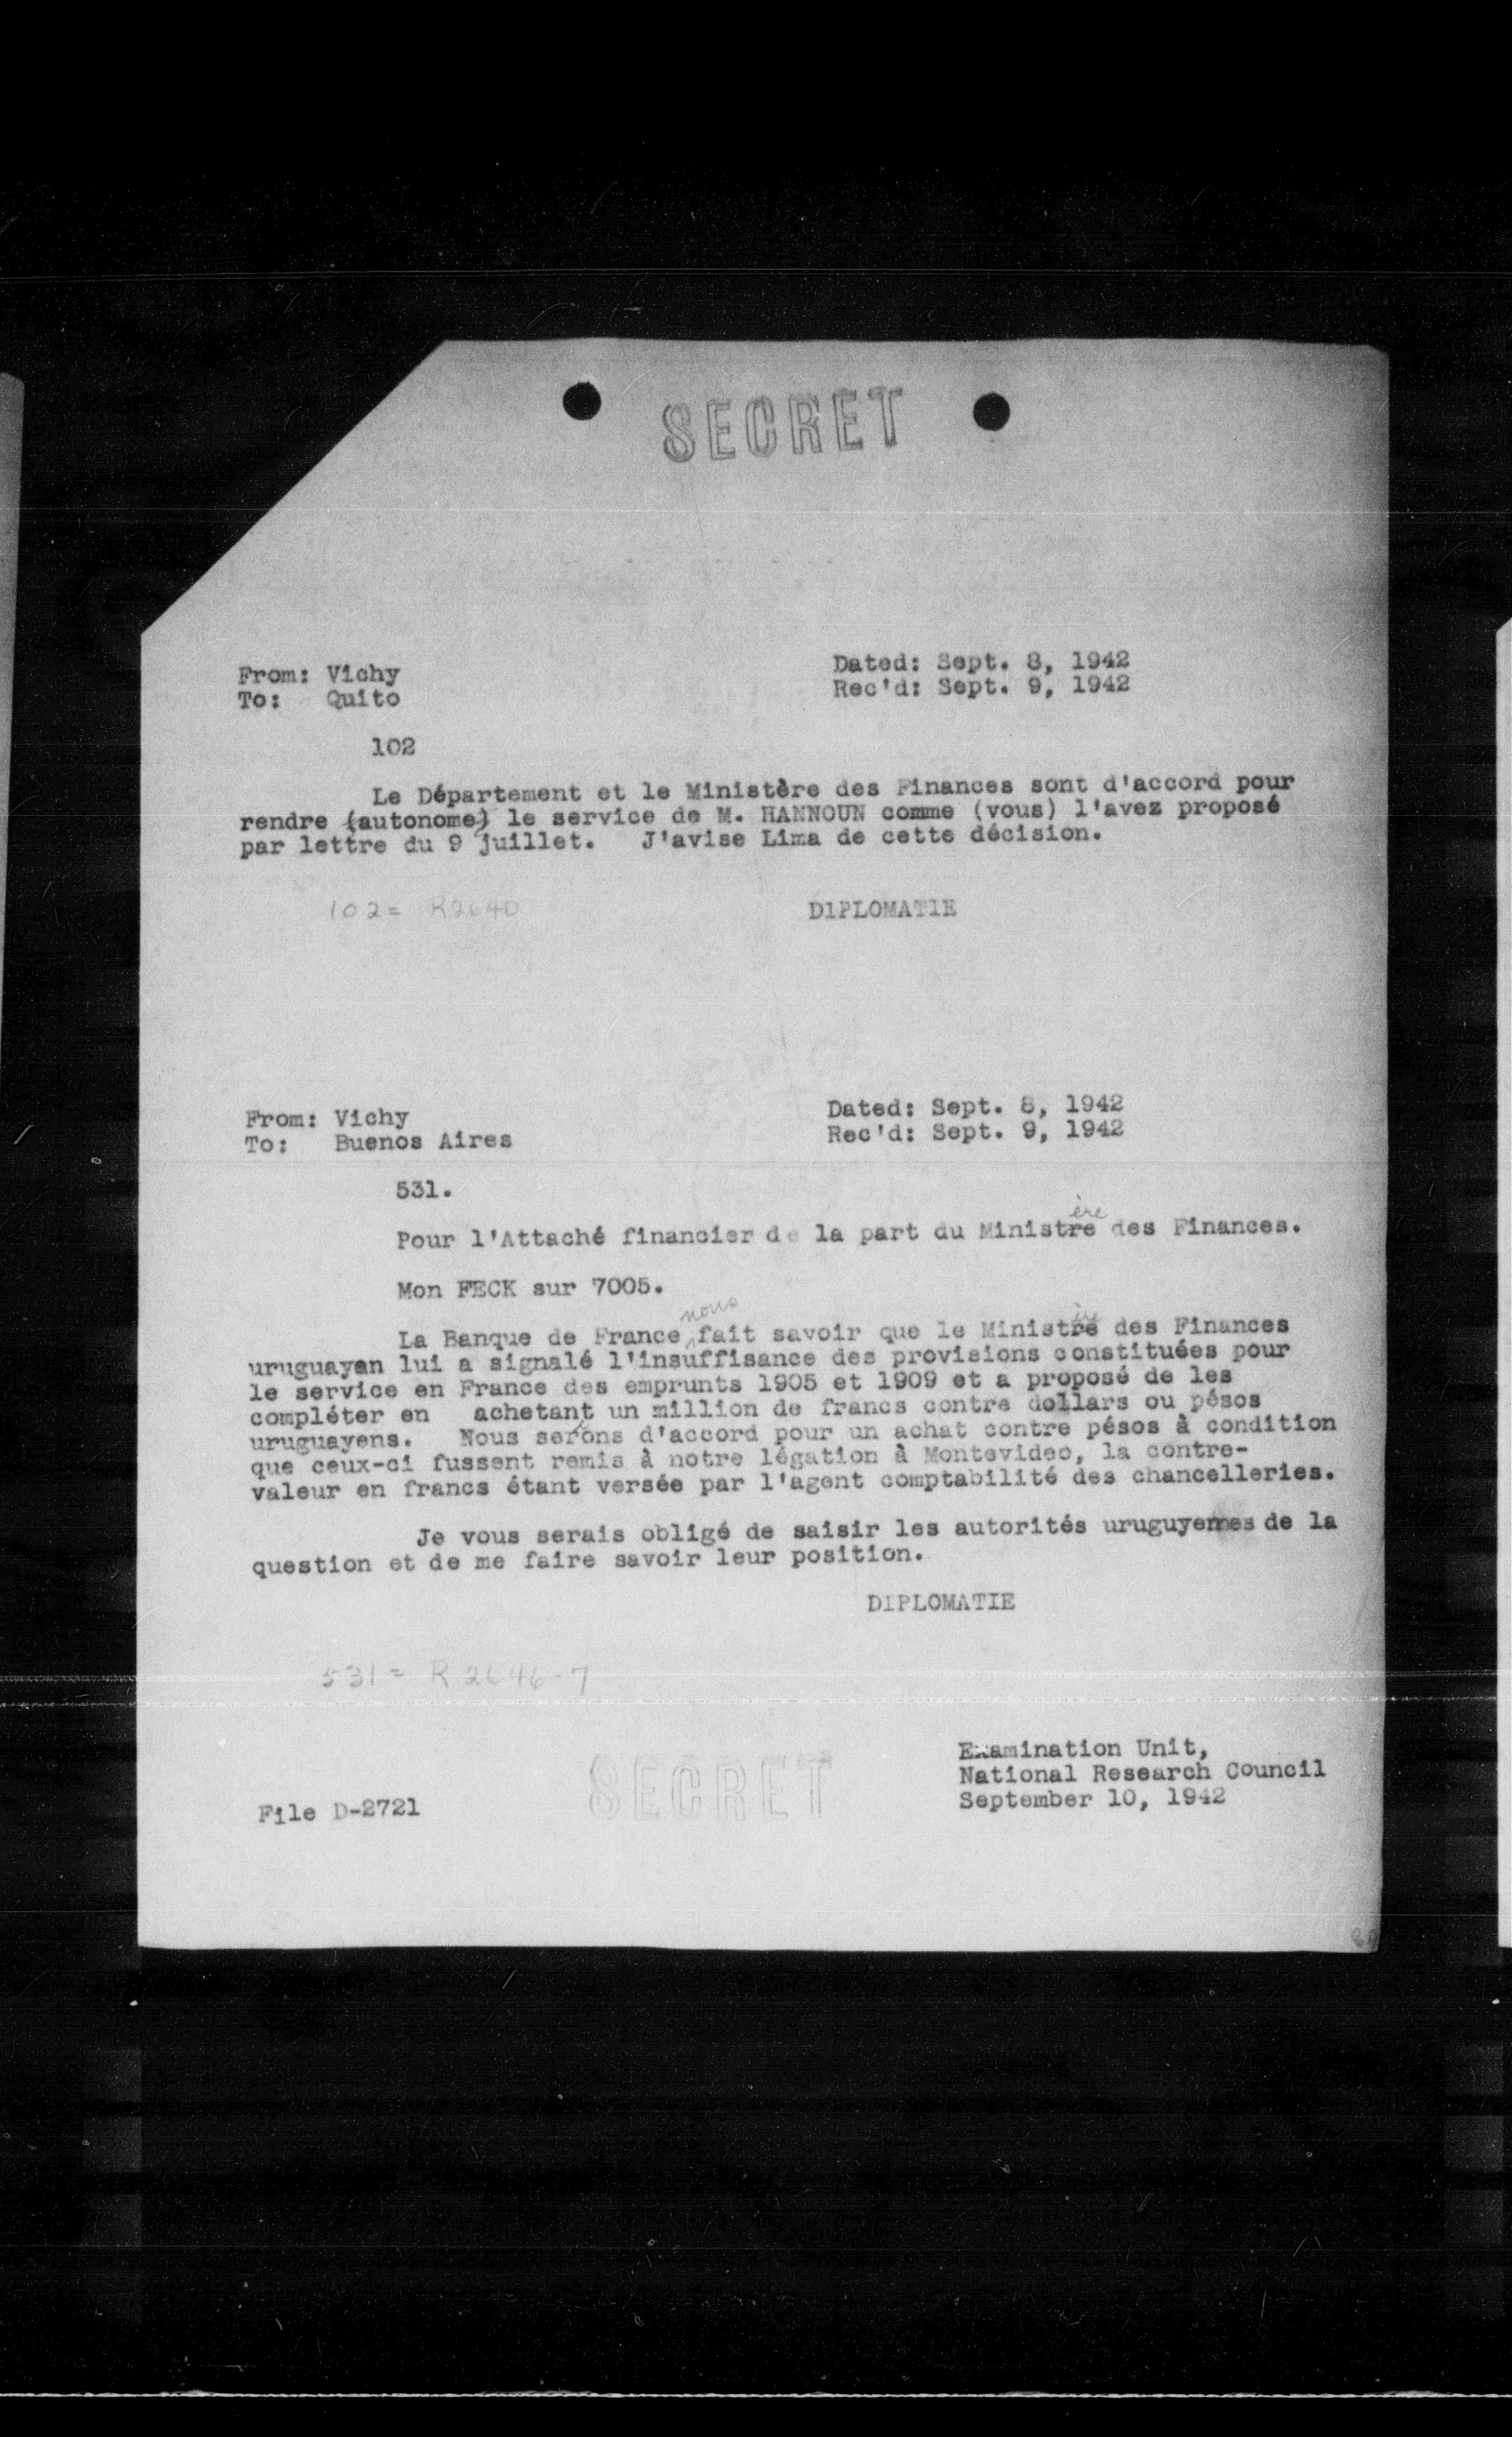 SECRET
From: Vichy
To: Quito
Dated: Sept. 8, 1942
Rec'd: Sept. 9, 1942
102
Le Département et le Ministère des Finances sont d'accord pour
rendre (autonome) le service de M. HANNOUN comme (vous) l'avez proposé
par lettre du 9 juillet. J'avise Lima de cette décision.
102 = R2640
DIPLOMATIE
From: Vichy
To: Buenos Aires
Dated: Sept. 8, 1942
Rec'd: Sept. 9, 1942
531.
ère
Pour l'Attaché financier de la part du Ministre des Finances.
Mon FECK sur 7005.
nous ère
La Banque de France fait savoir que le Ministre des Finances
uruguayan lui a signalé l'insuffisance des provisions constituées pour
le service en France des emprunts 1905 et 1909 et a proposé de les
compléter en achetant un million de francs contre dollars ou pésos
uruguayens. Nous serons d'accord pour un achat contre pésos à condition
que ceux-ci fussent remis à notre légation à Montevideo, la contre-
valeur en francs étant versée par l'agent comptabilité des chancelleries.
Je vous serais obligé de saisir les autorités uruguyennes de la
question et de me faire savoir leur position.
DIPLOMATIE
531 = R 2646-7
Examination Unit,
National Research Council
September 10, 1942
SECRET
File D-2721